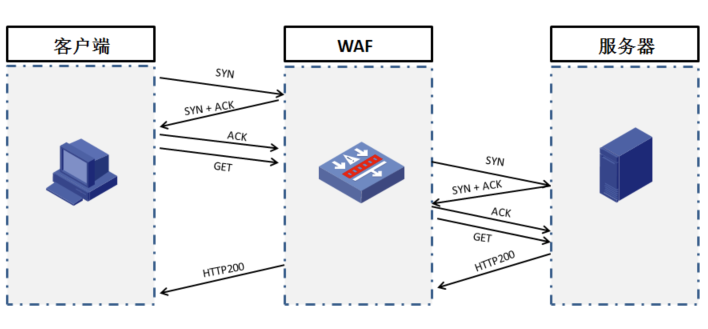 客户端
WAF
服务器
SYN
SYN + ACK
ACK
GET
SYN
SYN + ACK
ACK
GET
HTTP200
HTTP200